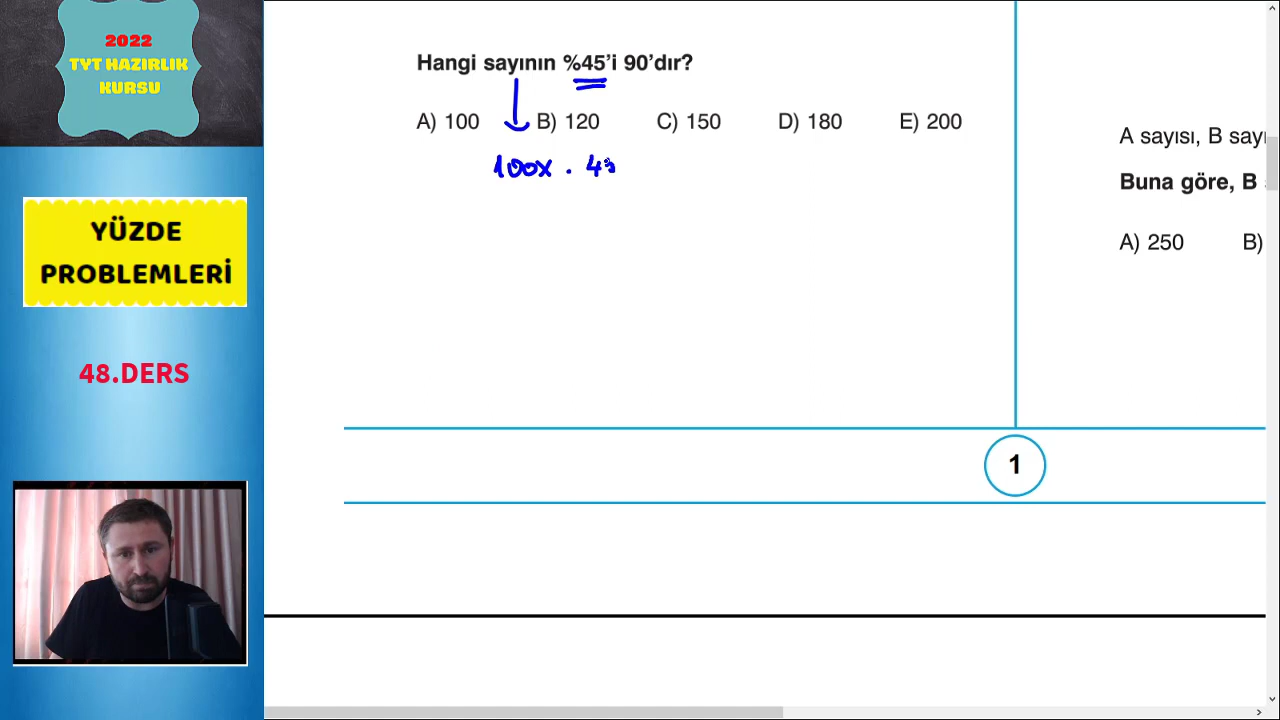 2022
TYT HAZIRLIK
KURSU
YÜZDE
PROBLEMLERİ
48.DERS
Hangi sayının %45'i 90'dır?
A) 100 B) 120 C) 150 D) 180 E) 200
100x . 45
A sayısı, B
Buna göre, B
A) 250 B)
1